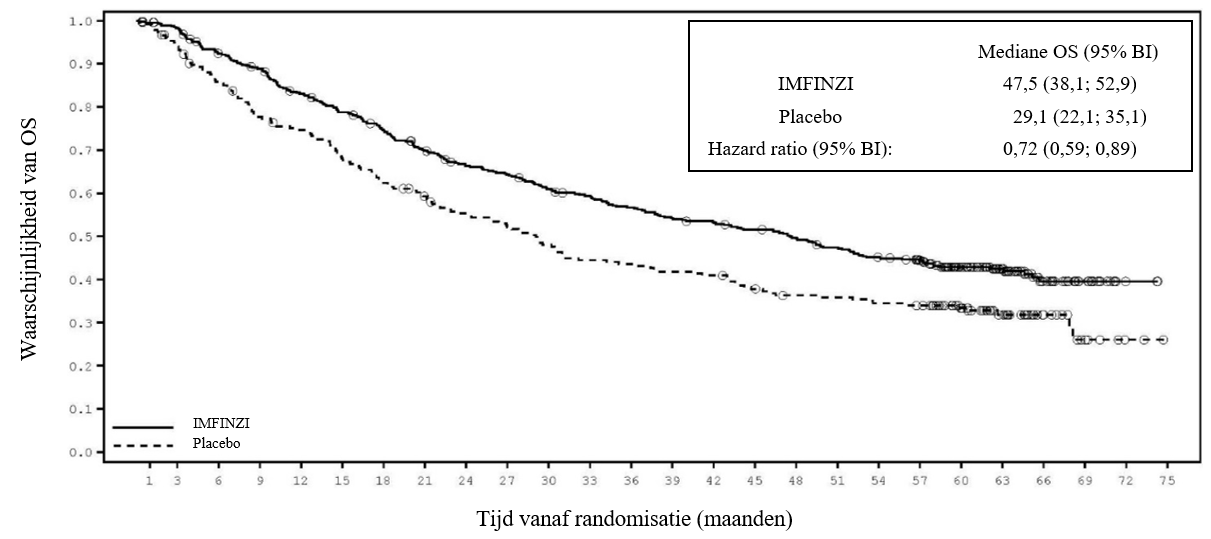 Mediane OS (95% BI)
IMFINZI 47,5 (38,1; 52,9)
Placebo 29,1 (22,1; 35,1)
Hazard ratio (95% BI): 0,72 (0,59; 0,89)
Waarschijnlijkheid van OS
1.0
0.9
0.8
0.7
0.6
0.5
0.4
0.3
0.2
0.1
0.0
IMFINZI
Placebo
1 3 6 9 12 15 18 21 24 27 30 33 36 39 42 45 48 51 54 57 60 63 66 69 72 75
Tijd vanaf randomisatie (maanden)